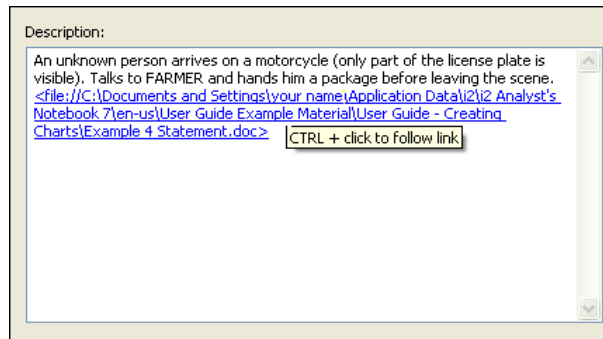 Description:
An unknown person arrives on a motorcycle (only part of the license plate is
visible). Talks to FARMER and hands him a package before leaving the scene.
<file://C:\Documents and Settings\your name\Application Data\i2\i2 Analyst's
Notebook 7\en-us\User Guide Example Material\User Guide - Creating
Charts\Example 4 Statement.doc>
CTRL + click to follow link